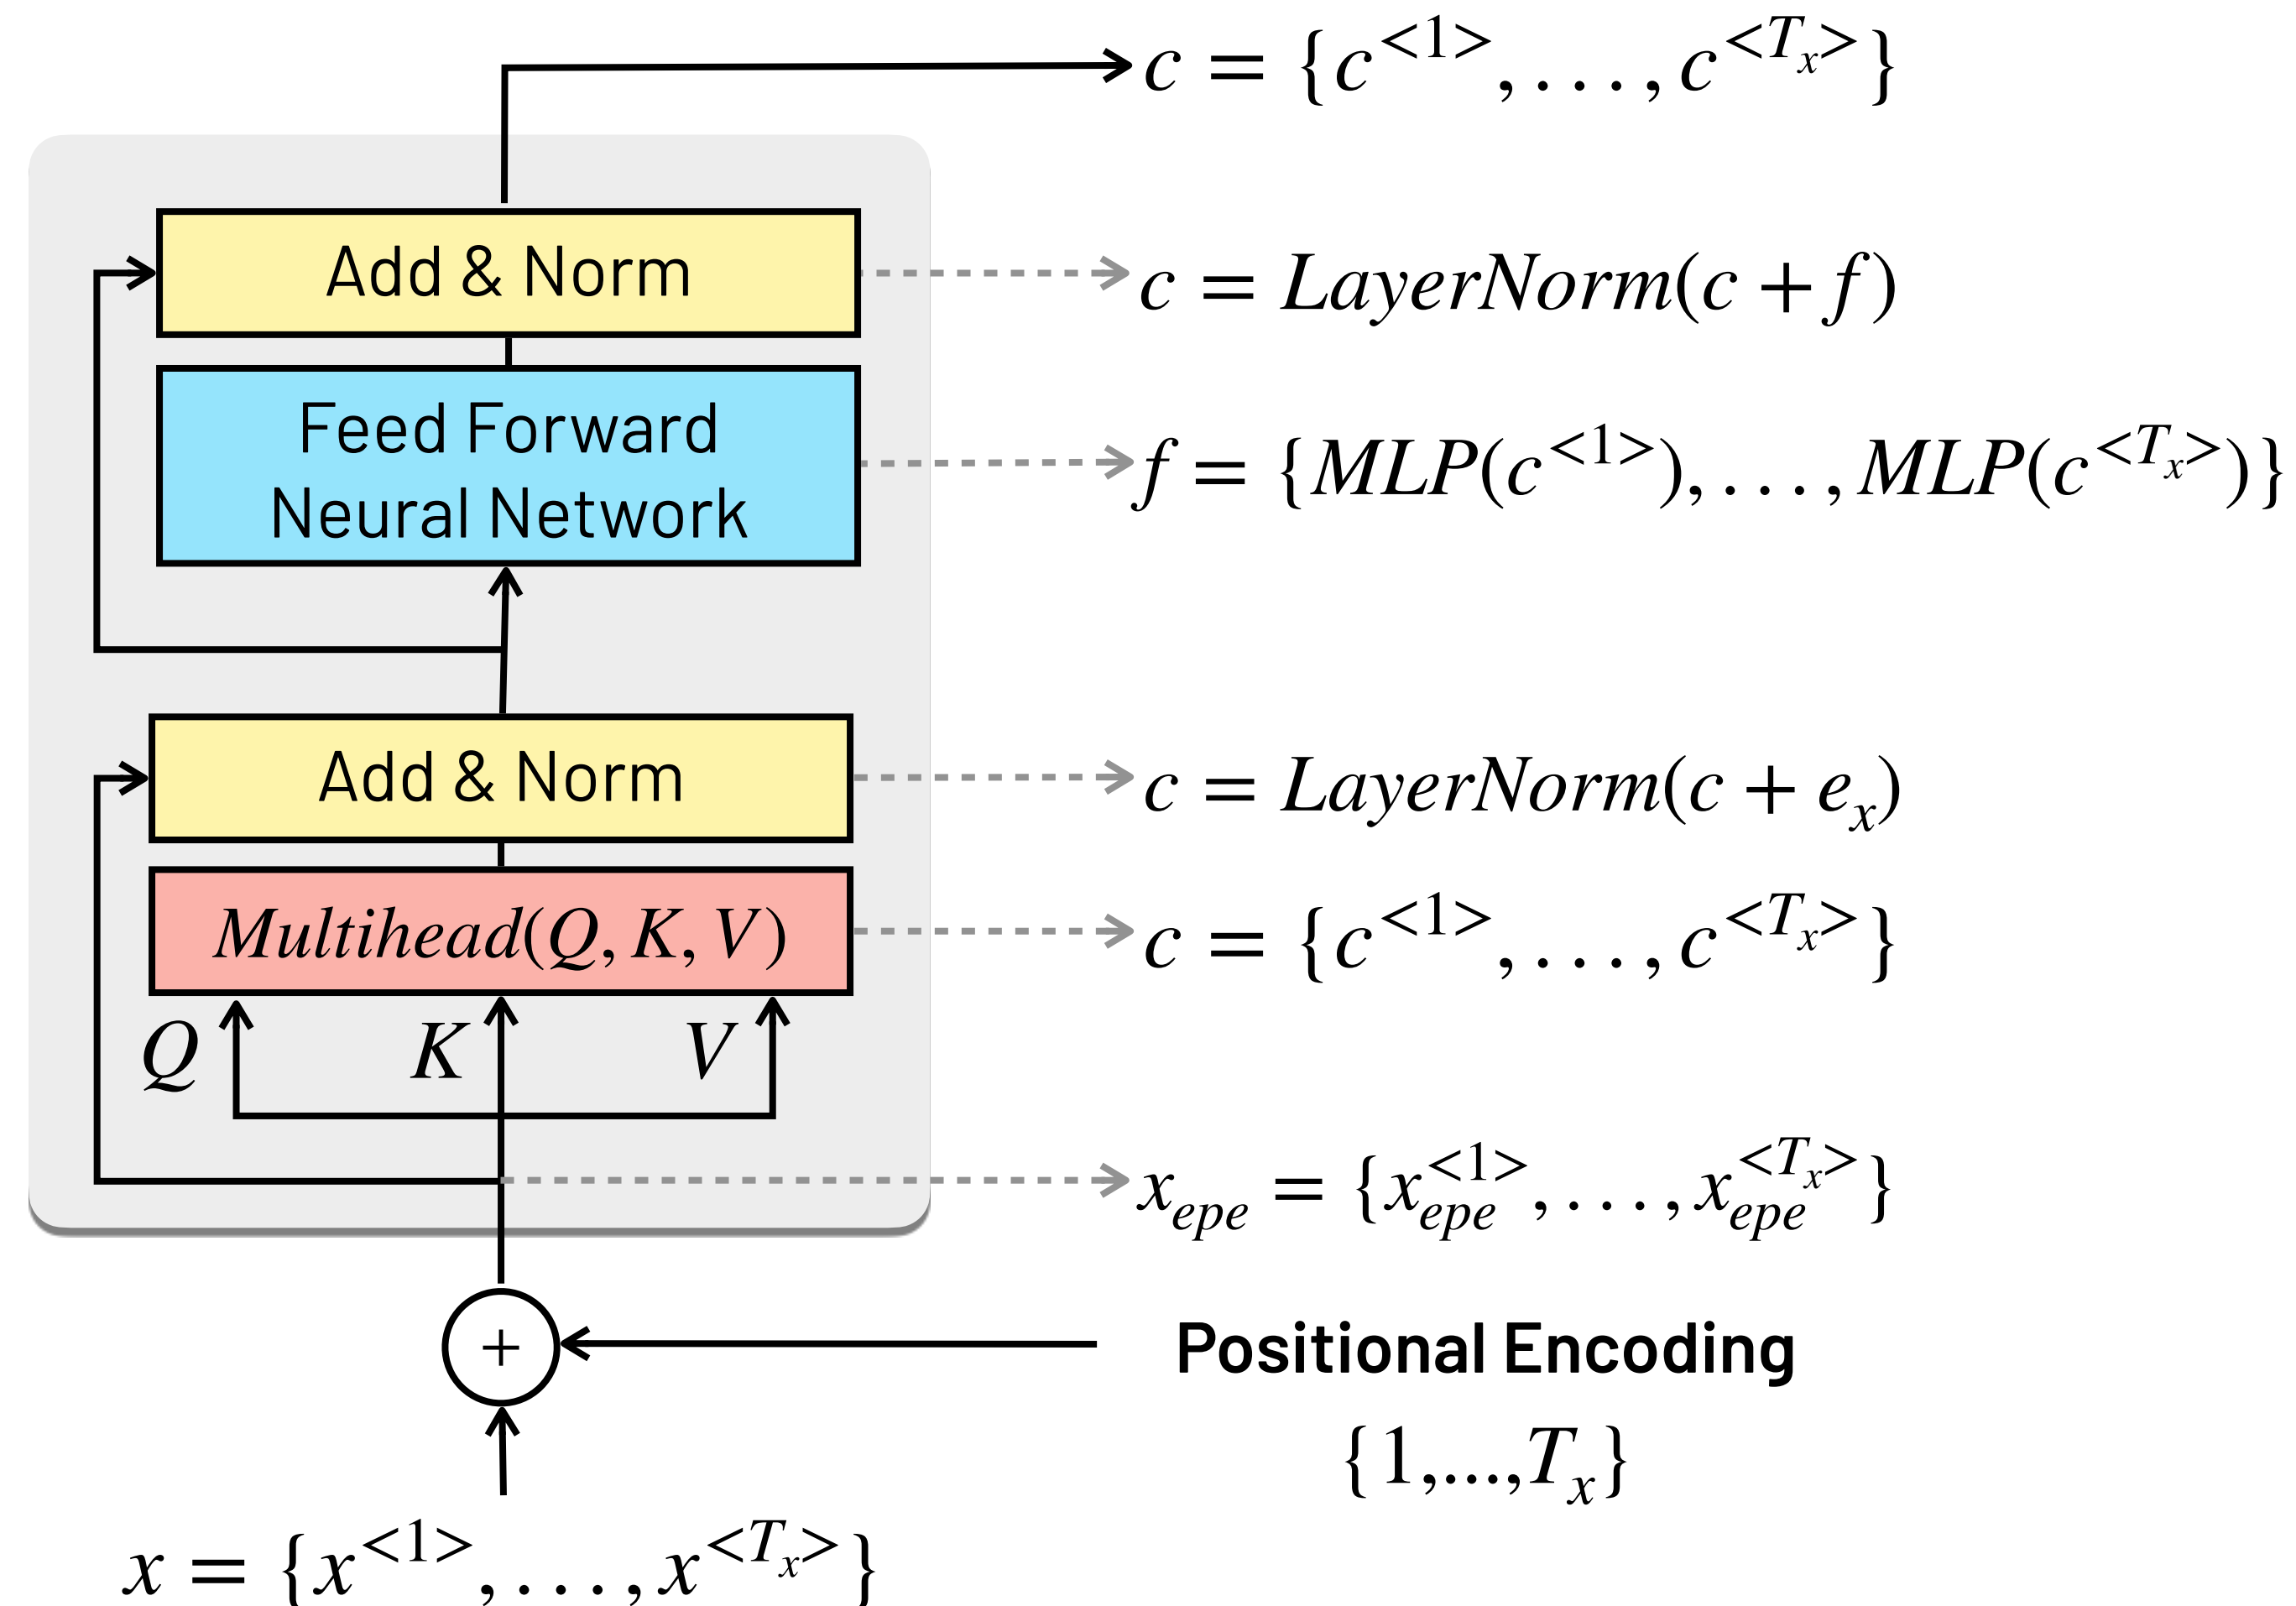 c = {c^{<1>}, . . . , c^{<T_x>}}
Add & Norm
c = LayerNorm(c + f)
Feed Forward
Neural Network
f = {MLP(c^{<1>}), . . . , MLP(c^{<T_x>})}
Add & Norm
c = LayerNorm(c + e_x)
Multihead(Q, K, V)
c = {c^{<1>}, . . . , c^{<T_x>}}
Q K V
x_{epe} = {x_{epe}^{<1>}, . . . , x_{epe}^{<T_x>}}
+
Positional Encoding
{1,...,T_x}
x = {x^{<1>}, . . . , x^{<T_x>}}